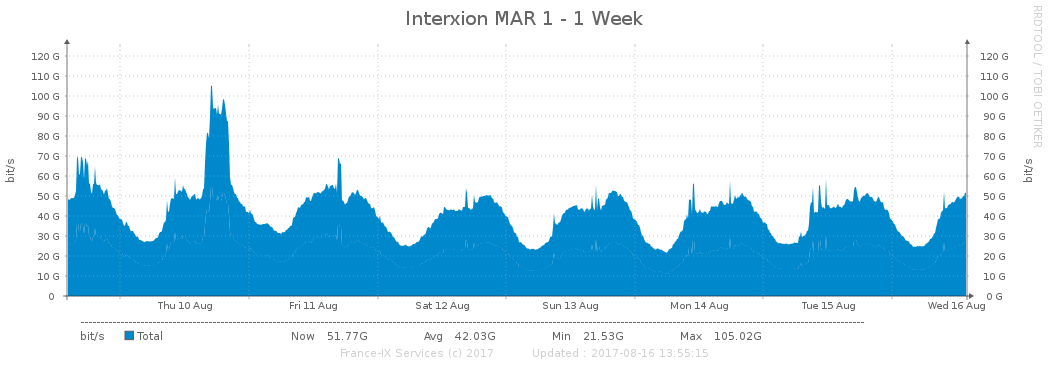 Interxion MAR 1 - 1 Week
RRDTOOL / TOBI OETIKER
bit/s
120 G 120 G
110 G 110 G
100 G 100 G
90 G 90 G
80 G 80 G
70 G 70 G
60 G 60 G
50 G 50 G
40 G 40 G
30 G 30 G
20 G 20 G
10 G 10 G
0 0 G
bit/s
Thu 10 Aug Fri 11 Aug Sat 12 Aug Sun 13 Aug Mon 14 Aug Tue 15 Aug Wed 16 Aug
bit/s Total Now 51.77G Avg 42.03G Min 21.53G Max 105.02G
France-IX Services (c) 2017 Updated : 2017-08-16 13:55:15